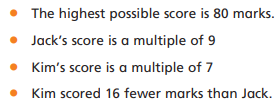 The highest possible score is 80 marks.
Jack's score is a multiple of 9
Kim's score is a multiple of 7
Kim scored 16 fewer marks than Jack.